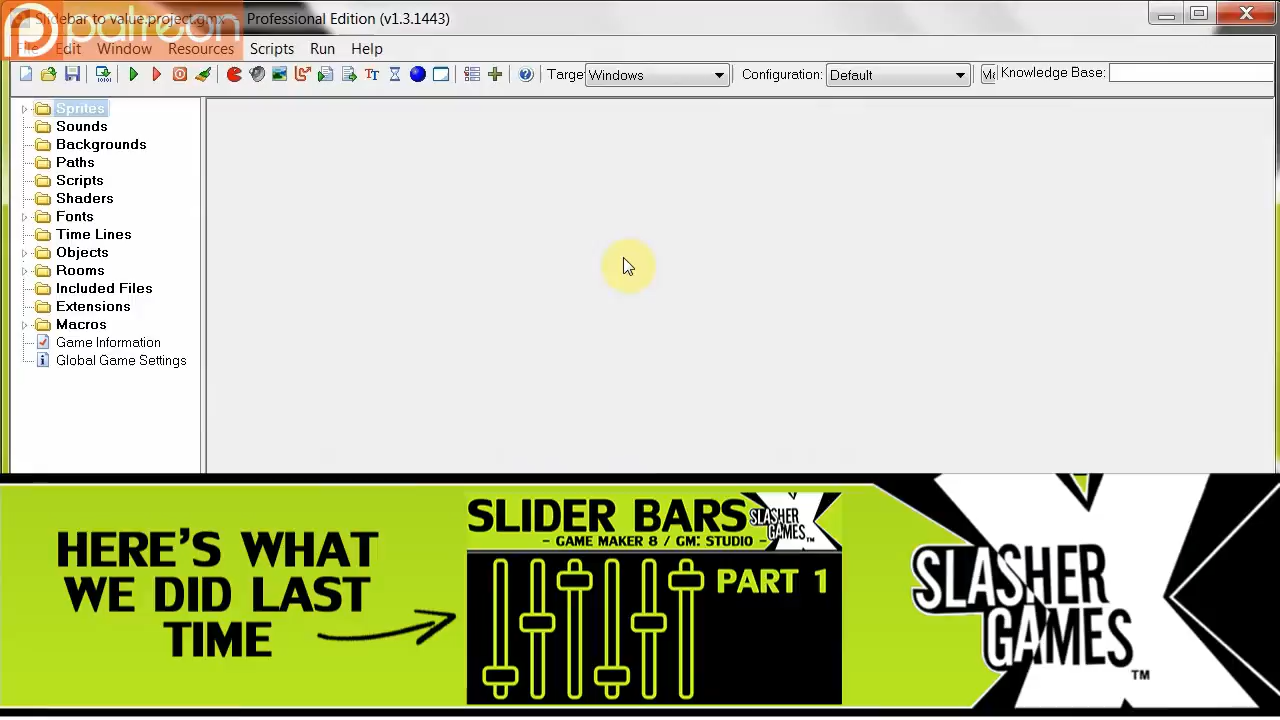 Slidebar to value.project.gmx Professional Edition (v1.3.1443)
patreon
File Edit Window Resources Scripts Run Help
Targe Windows Configuration: Default Knowledge Base:
Sprites
Sounds
Backgrounds
Paths
Scripts
Shaders
Fonts
Time Lines
Objects
Rooms
Included Files
Extensions
Macros
Game Information
Global Game Settings
HERE'S WHAT
WE DID LAST
TIME
SLIDER BARS
SLASHER
GAMES™
- GAME MAKER 8 / GM: STUDIO -
PART 1
SLASHER
GAMES
™